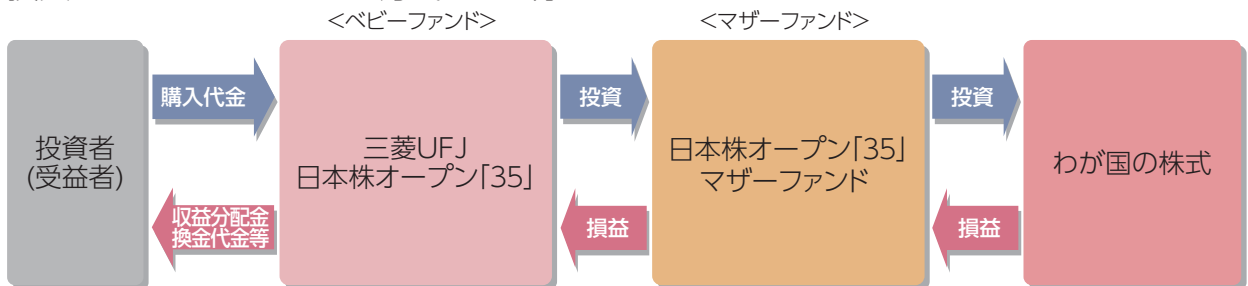 <ベビーファンド>
<マザーファンド>
購入代金
投資
投資
投資者
(受益者)
三菱UFJ
日本株オープン「35」
日本株オープン「35」
マザーファンド
わが国の株式
収益分配金
換金代金等
損益
損益